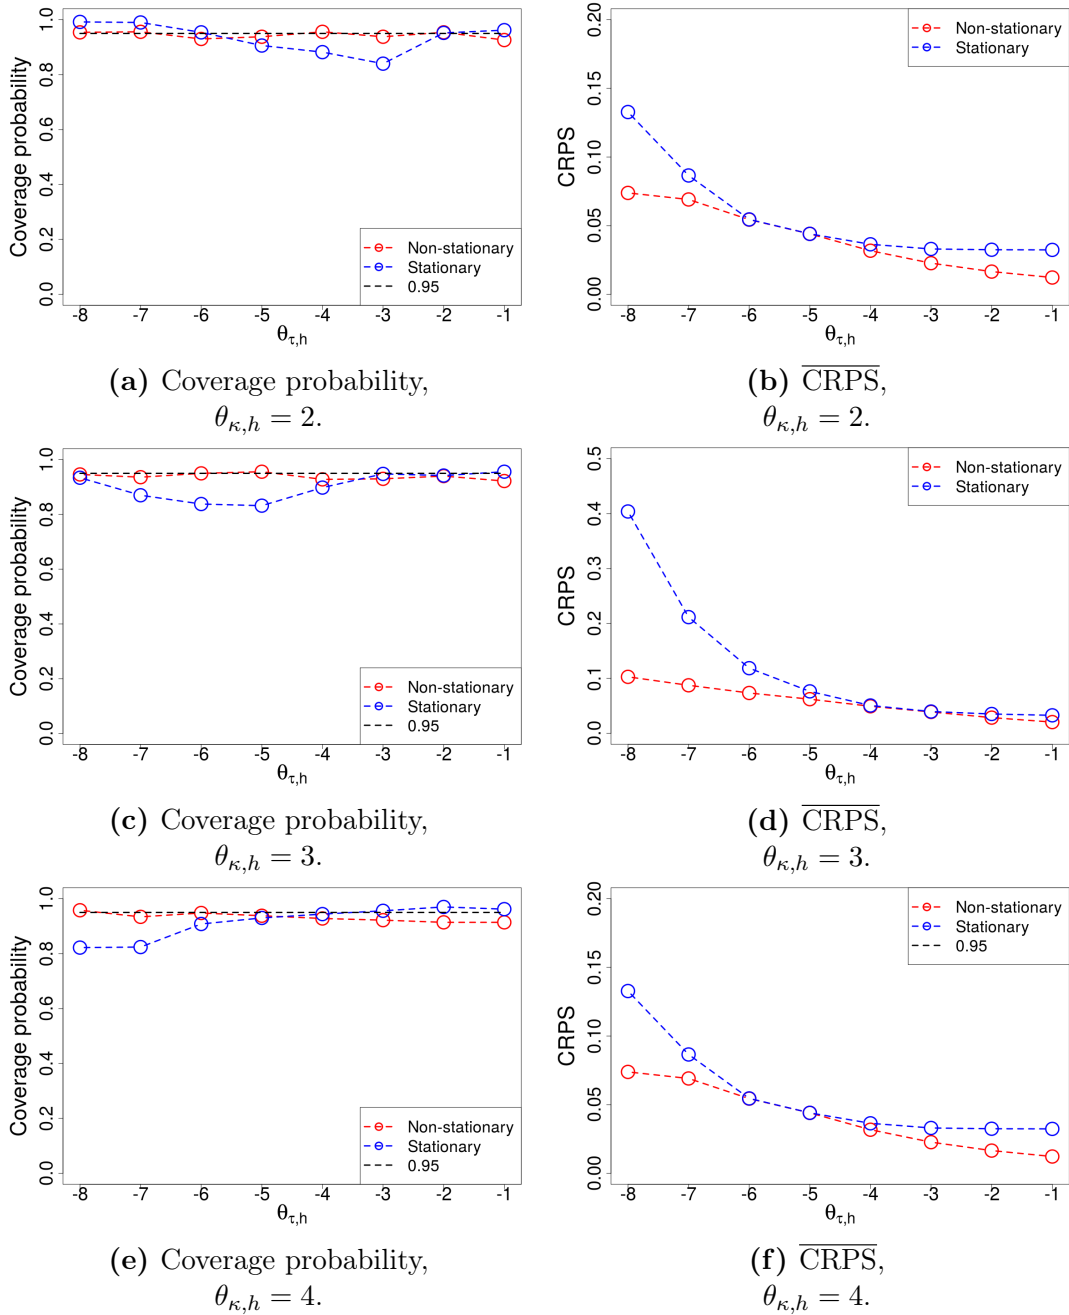 Coverage probability
0.0 0.2 0.4 0.6 0.8 1.0
Non-stationary
Stationary
0.95
-8 -7 -6 -5 -4 -3 -2 -1
θτ,h
(a) Coverage probability,
θκ,h = 2.
CRPS
0.00 0.05 0.10 0.15 0.20
Non-stationary
Stationary
-8 -7 -6 -5 -4 -3 -2 -1
θτ,h
(b) CRPS,
θκ,h = 2.
Coverage probability
0.0 0.2 0.4 0.6 0.8 1.0
Non-stationary
Stationary
0.95
-8 -7 -6 -5 -4 -3 -2 -1
θτ,h
(c) Coverage probability,
θκ,h = 3.
CRPS
0.0 0.1 0.2 0.3 0.4 0.5
Non-stationary
Stationary
-8 -7 -6 -5 -4 -3 -2 -1
θτ,h
(d) CRPS,
θκ,h = 3.
Coverage probability
0.0 0.2 0.4 0.6 0.8 1.0
Non-stationary
Stationary
0.95
-8 -7 -6 -5 -4 -3 -2 -1
θτ,h
(e) Coverage probability,
θκ,h = 4.
CRPS
0.00 0.05 0.10 0.15 0.20
Non-stationary
Stationary
0.95
-8 -7 -6 -5 -4 -3 -2 -1
θτ,h
(f) CRPS,
θκ,h = 4.